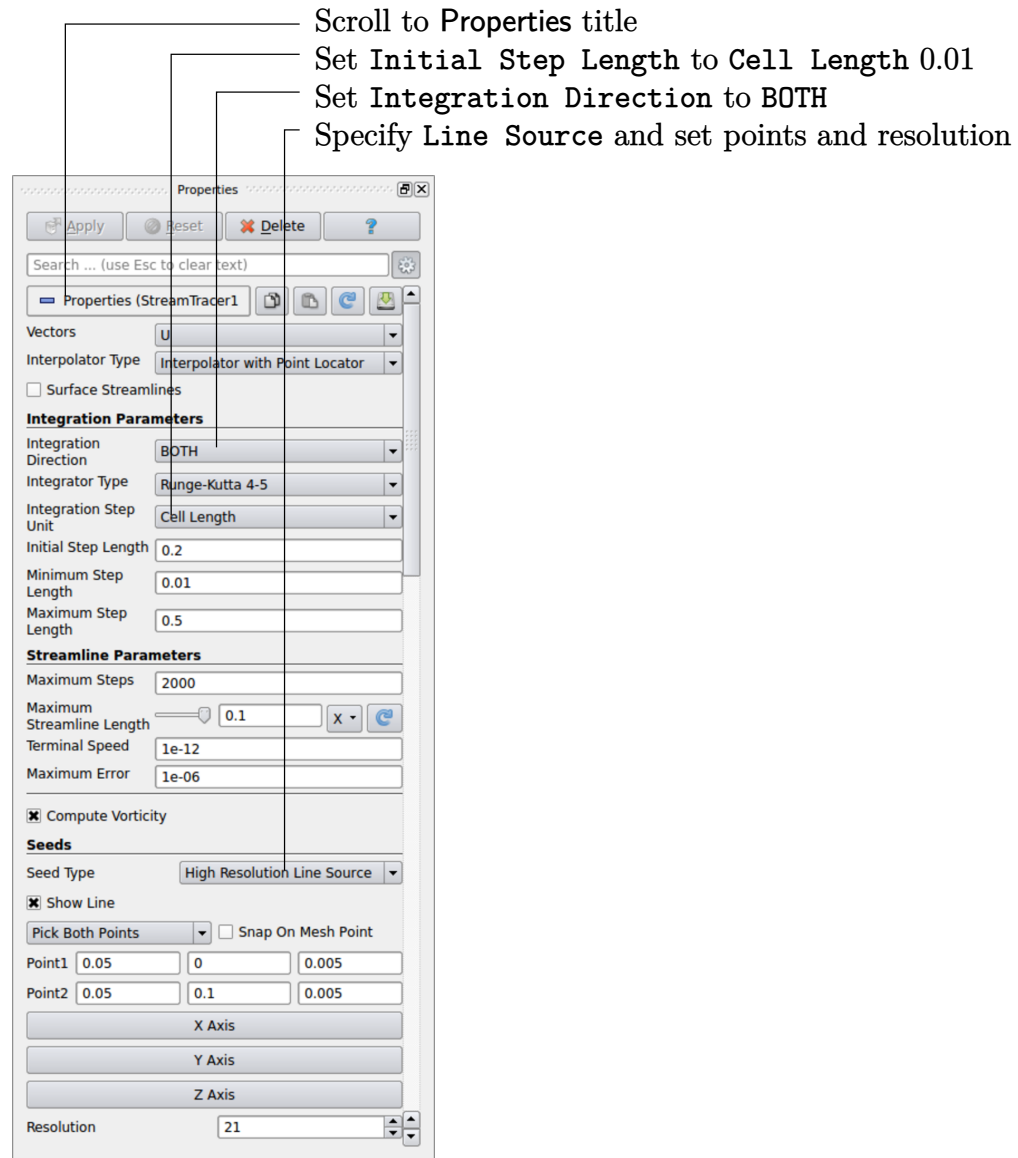 Scroll to Properties title
Set Initial Step Length to Cell Length 0.01
Set Integration Direction to BOTH
Specify Line Source and set points and resolution
Properties
Apply Reset Delete ?
Search ... (use Esc to clear text)
Properties (StreamTracer1
Vectors U
Interpolator Type Interpolator with Point Locator
Surface Streamlines
Integration Parameters
Integration
Direction BOTH
Integrator Type Runge-Kutta 4-5
Integration Step
Unit Cell Length
Initial Step Length 0.2
Minimum Step
Length 0.01
Maximum Step
Length 0.5
Streamline Parameters
Maximum Steps 2000
Maximum
Streamline Length 0.1 X
Terminal Speed 1e-12
Maximum Error 1e-06
Compute Vorticity
Seeds
Seed Type High Resolution Line Source
Show Line
Pick Both Points Snap On Mesh Point
Point1 0.05 0 0.005
Point2 0.05 0.1 0.005
X Axis
Y Axis
Z Axis
Resolution 21